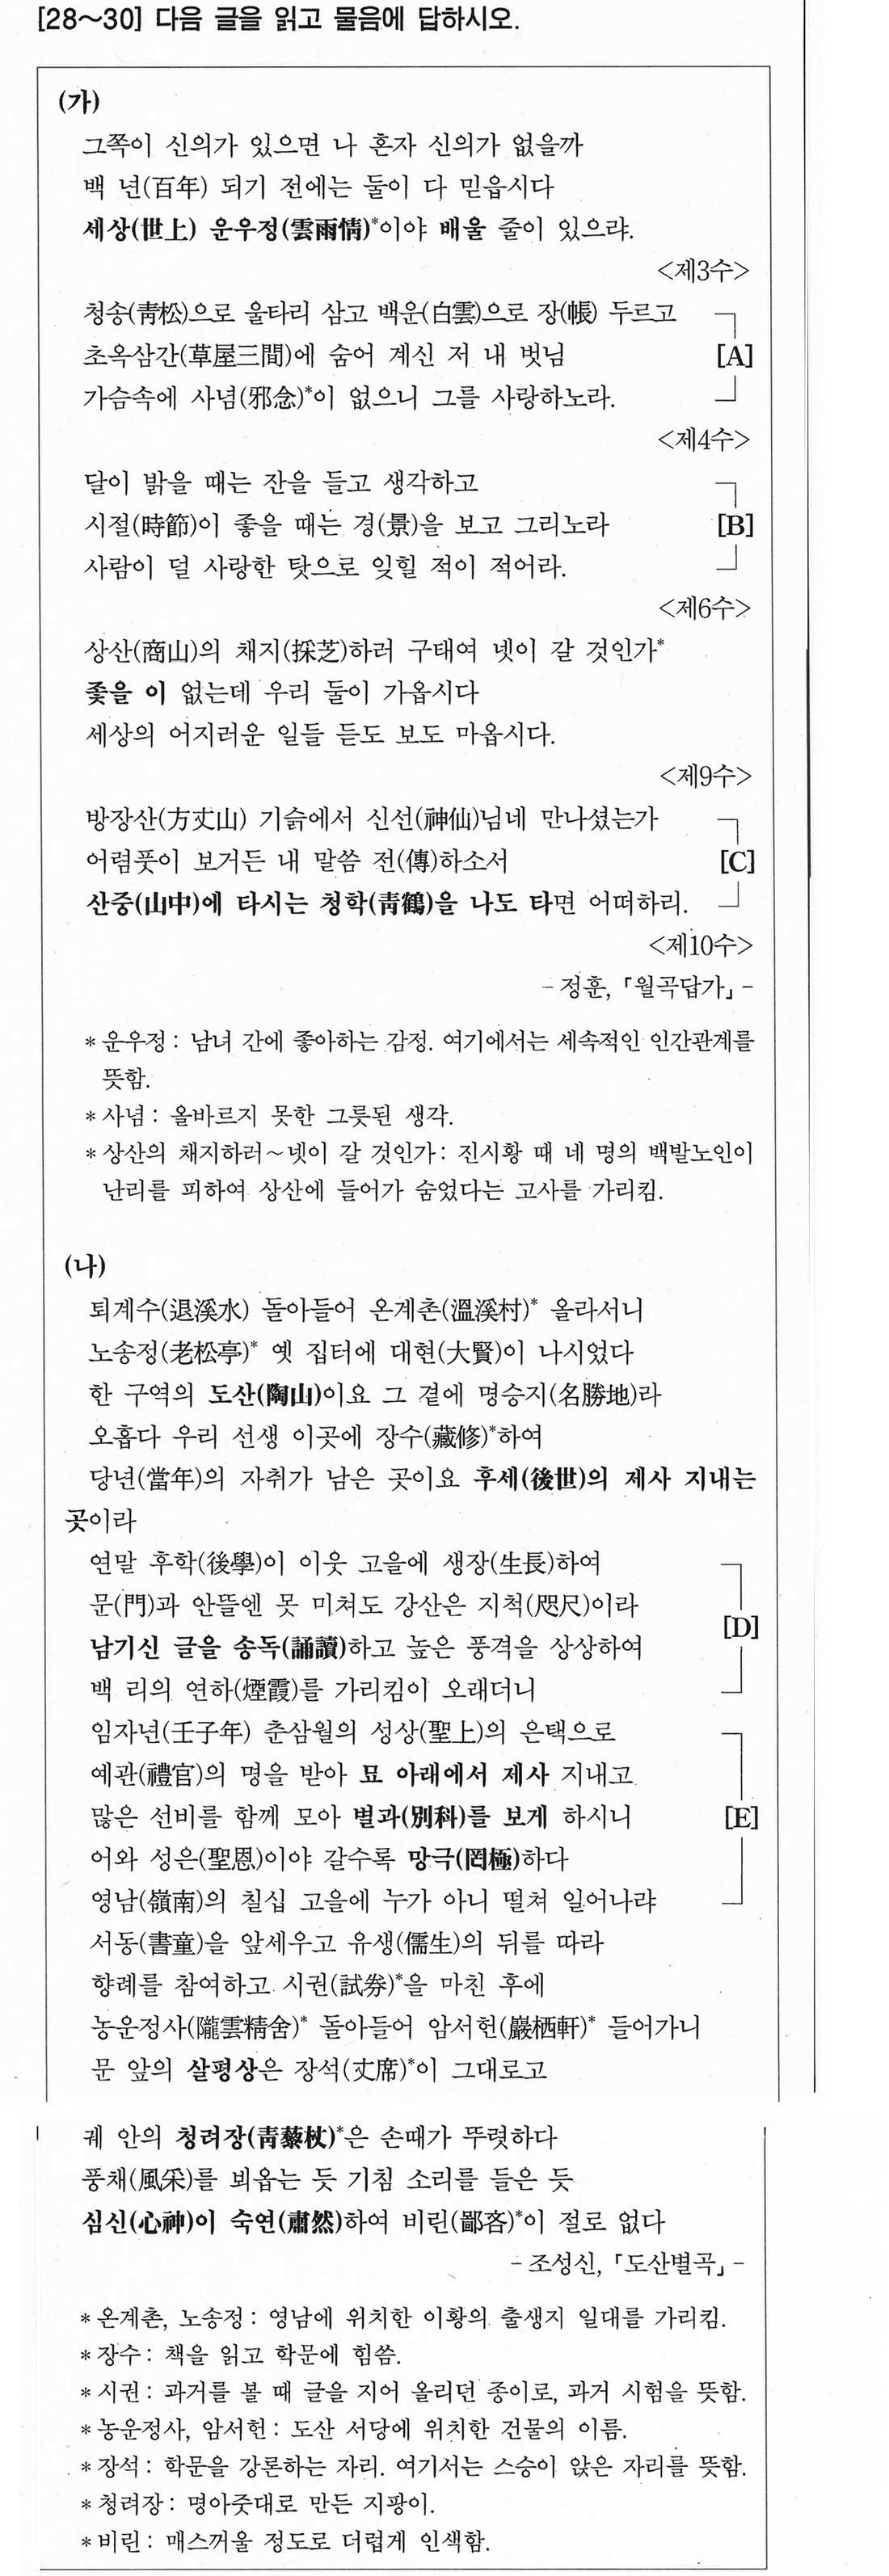 [28～30] 다음 글을 읽고 물음에 답하시오.
(가)
그쪽이 신의가 있으면 나 혼자 신의가 없을까
백 년(百年) 되기 전에는 둘이 다 믿읍시다
세상(世上) 운우정(雲雨情)*이야 배울 줄이 있으랴.
<제3수>
청송(靑松)으로 울타리 삼고 백운(白雲)으로 장(帳) 두르고
초옥삼간(草屋三間)에 숨어 계신 저 내 벗님 [A]
가슴속에 사념(邪念)*이 없으니 그를 사랑하노라.
<제4수>
달이 밝을 때는 잔을 들고 생각하고
시절(時節)이 좋을 때는 경(景)을 보고 그리노라 [B]
사람이 덜 사랑한 탓으로 잊힐 적이 적어라.
<제6수>
상산(商山)의 채지(採芝)하러 구태여 넷이 갈 것인가*
좇을 이 없는데 우리 둘이 가옵시다
세상의 어지러운 일들 듣도 보도 마옵시다.
<제9수>
방장산(方丈山) 기슭에서 신선(神仙)님네 만나셨는가
어렴풋이 보거든 내 말씀 전(傳)하소서 [C]
산중(山中)에 타시는 청학(靑鶴)을 나도 타면 어떠하리.
<제10수>
- 정훈, 「월곡답가」 -
* 운우정 : 남녀 간에 좋아하는 감정. 여기에서는 세속적인 인간관계를
뜻함.
* 사념 : 올바르지 못한 그릇된 생각.
* 상산의 채지하러～넷이 갈 것인가 : 진시황 때 네 명의 백발노인이
난리를 피하여 상산에 들어가 숨었다는 고사를 가리킴.
(나)
퇴계수(退溪水) 돌아들어 온계촌(溫溪村)* 올라서니
노송정(老松亭)* 옛 집터에 대현(大賢)이 나시었다
한 구역의 도산(陶山)이요 그 곁에 명승지(名勝地)라
오홉다 우리 선생 이곳에 장수(藏修)*하여
당년(當年)의 자취가 남은 곳이요 후세(後世)의 제사 지내는
곳이라
연말 후학(後學)이 이웃 고을에 생장(生長)하여
문(門)과 안뜰엔 못 미쳐도 강산은 지척(咫尺)이라
남기신 글을 송독(誦讀)하고 높은 풍격을 상상하여 [D]
백 리의 연하(煙霞)를 가리킴이 오래더니
임자년(壬子年) 춘삼월의 성상(聖上)의 은택으로
예관(禮官)의 명을 받아 묘 아래에서 제사 지내고
많은 선비를 함께 모아 별과(別科)를 보게 하시니 [E]
어와 성은(聖恩)이야 갈수록 망극(罔極)하다
영남(嶺南)의 칠십 고을에 누가 아니 떨쳐 일어나랴
서동(書童)을 앞세우고 유생(儒生)의 뒤를 따라
향례를 참여하고 시권(試券)*을 마친 후에
농운정사(隴雲精舍)* 돌아들어 암서헌(巖栖軒)* 들어가니
문 앞의 살평상은 장석(丈席)*이 그대로고
궤 안의 청려장(靑藜杖)*은 손때가 뚜렷하다
풍채(風采)를 뵈옵는 듯 기침 소리를 들은 듯
심신(心神)이 숙연(肅然)하여 비린(鄙吝)*이 절로 없다
- 조성신, 「도산별곡」 -
* 온계촌, 노송정 : 영남에 위치한 이황의 출생지 일대를 가리킴.
* 장수 : 책을 읽고 학문에 힘씀.
* 시권 : 과거를 볼 때 글을 지어 올리던 종이로, 과거 시험을 뜻함.
* 농운정사, 암서헌 : 도산 서당에 위치한 건물의 이름.
* 장석 : 학문을 강론하는 자리. 여기서는 스승이 앉은 자리를 뜻함.
* 청려장 : 명아줏대로 만든 지팡이.
* 비린 : 매스꺼울 정도로 더럽게 인색함.